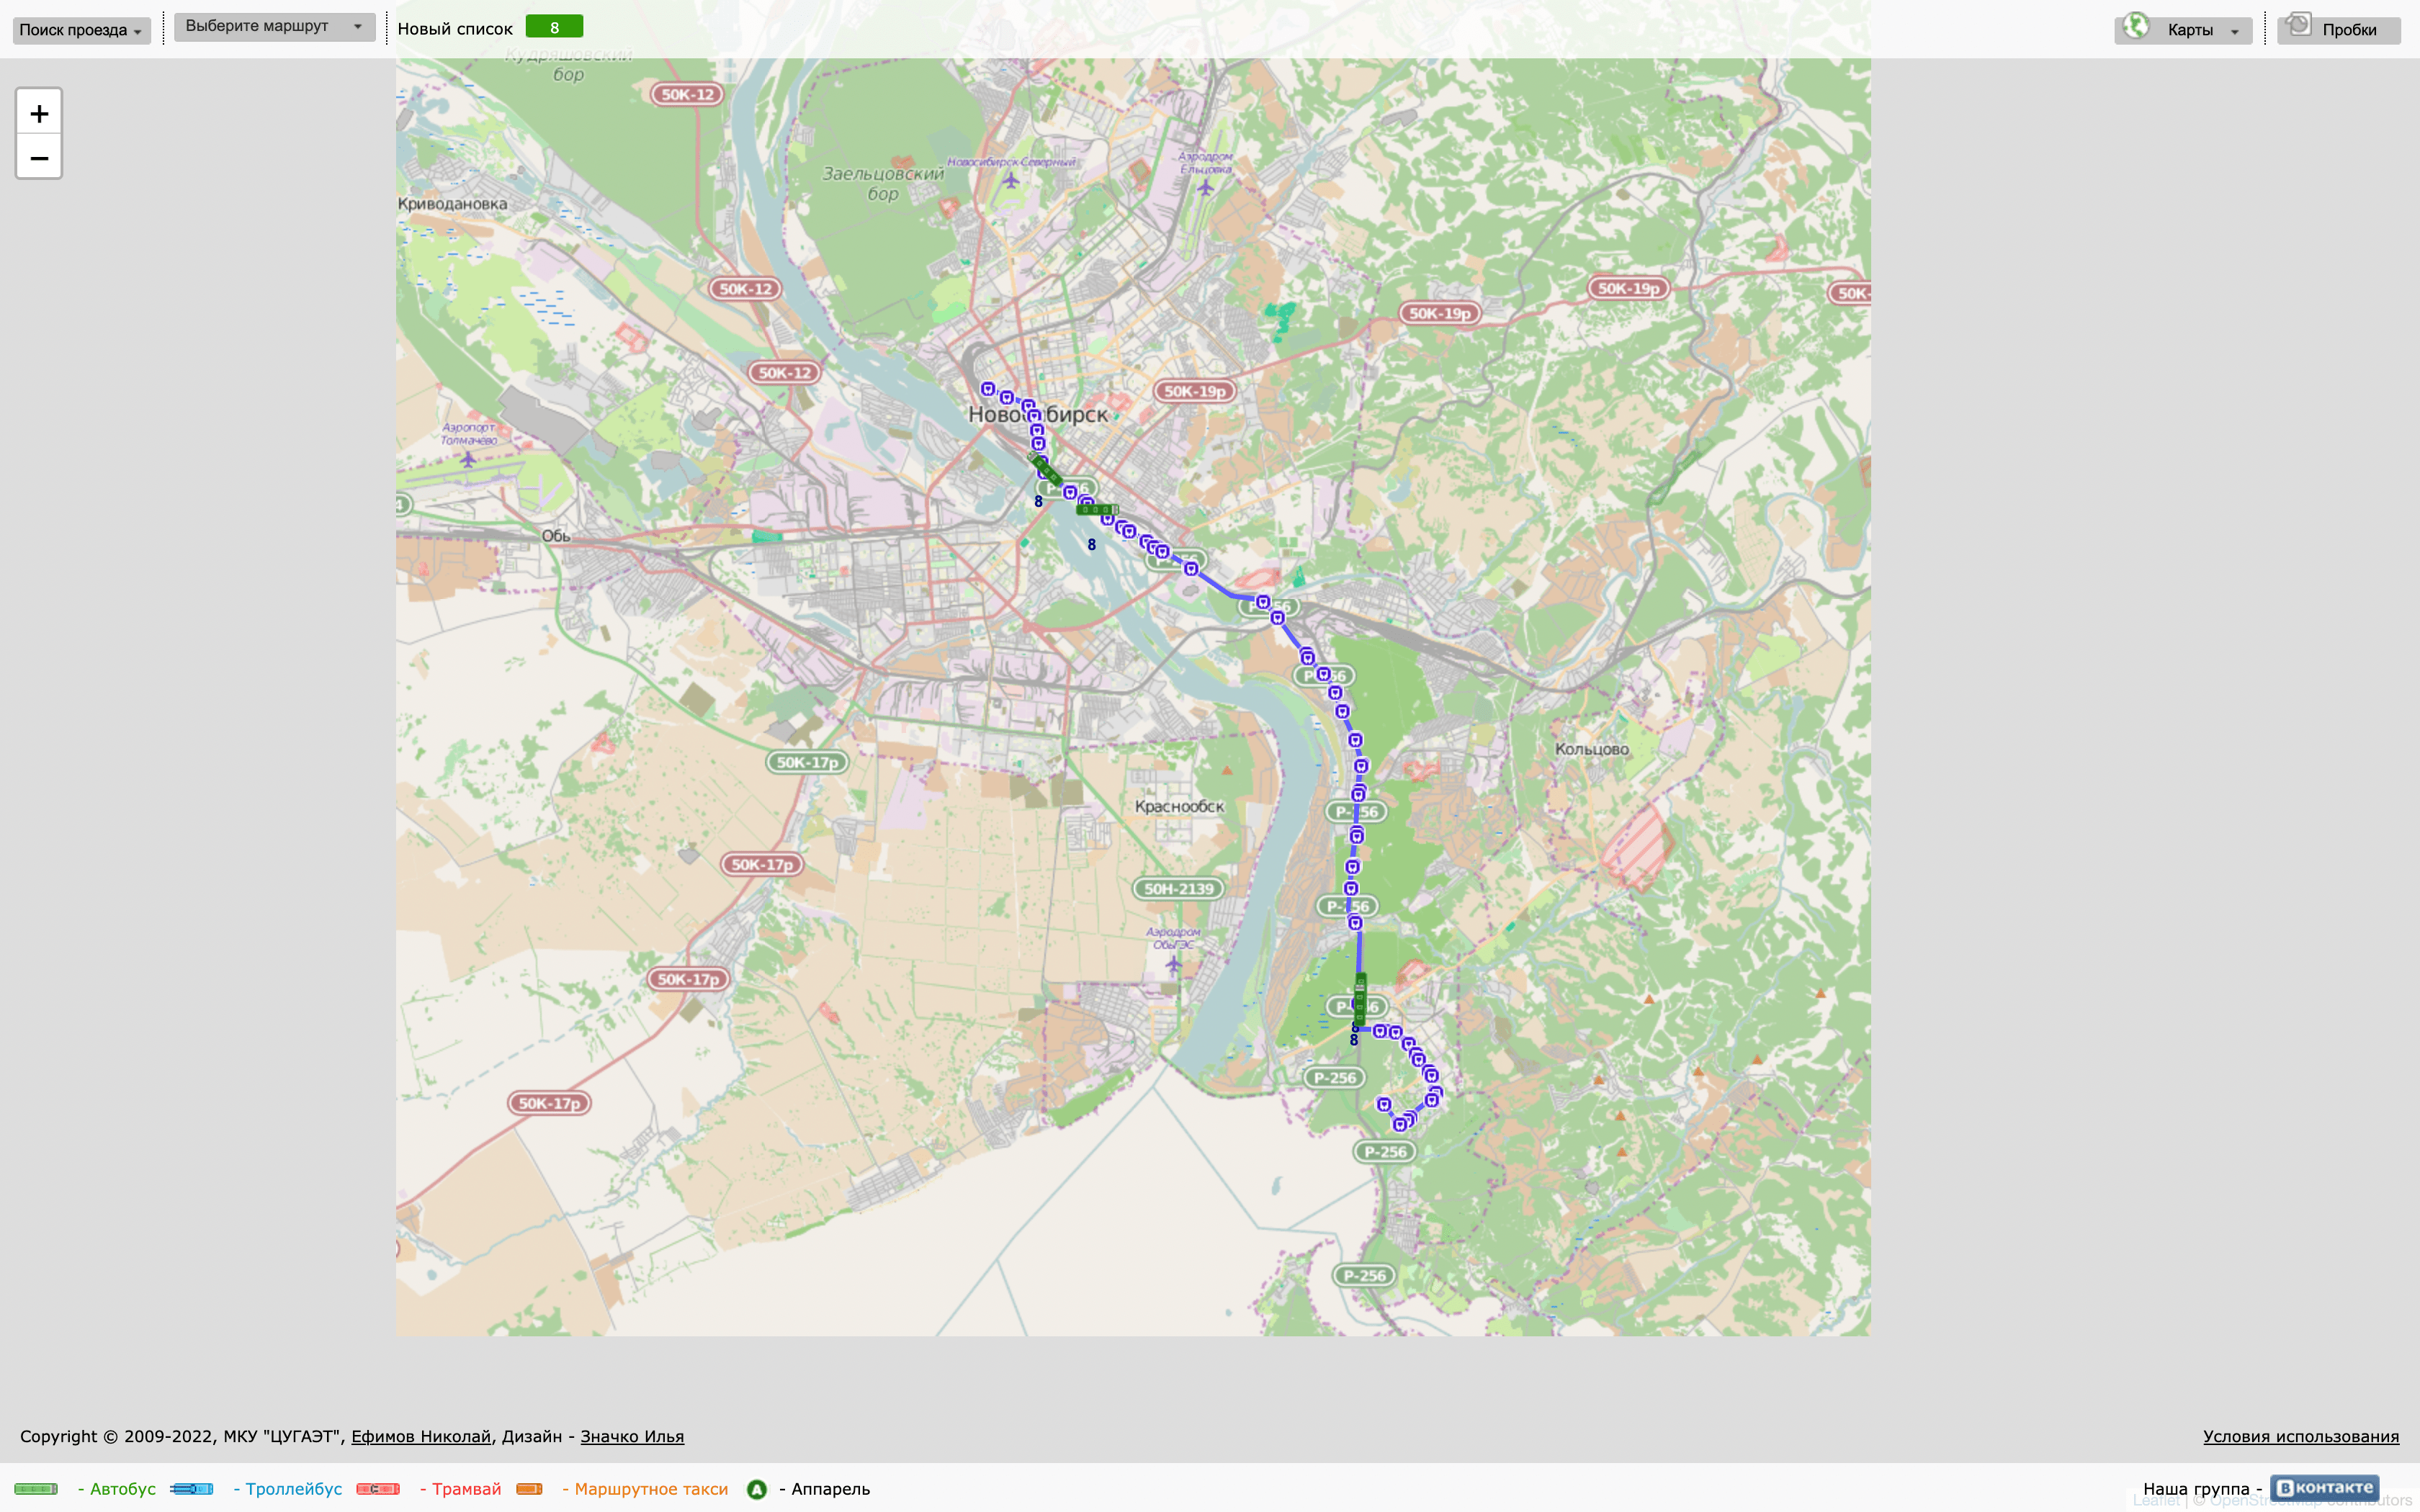 Поиск проезда
Выберите маршрут
Новый список
8
Карты
Пробки
+
−
Кудряшовский
бор
50К-12
Новосибирск-Северный
Аэродром
Ельцовка
Заельцовский
бор
Криводановка
50К-12
50К-19р
50К-19р
50К-
50К-12
50К-19р
Новосибирск
Аэропорт
Толмачево
8
Обь
8
50К-17р
Кольцово
Краснообск
Р-256
50К-17р
50Н-2139
Р-256
Аэродром
ОбьГЭС
50К-17р
8
Р-256
50К-17р
Р-256
Р-256
Copyright © 2009-2022, МКУ "ЦУГАЭТ", Ефимов Николай, Дизайн - Значко Илья
Условия использования
- Автобус
- Троллейбус
- Трамвай
- Маршрутное такси
A - Аппарель
Наша группа - В контакте
Leaflet | © OpenStreetMap contributors